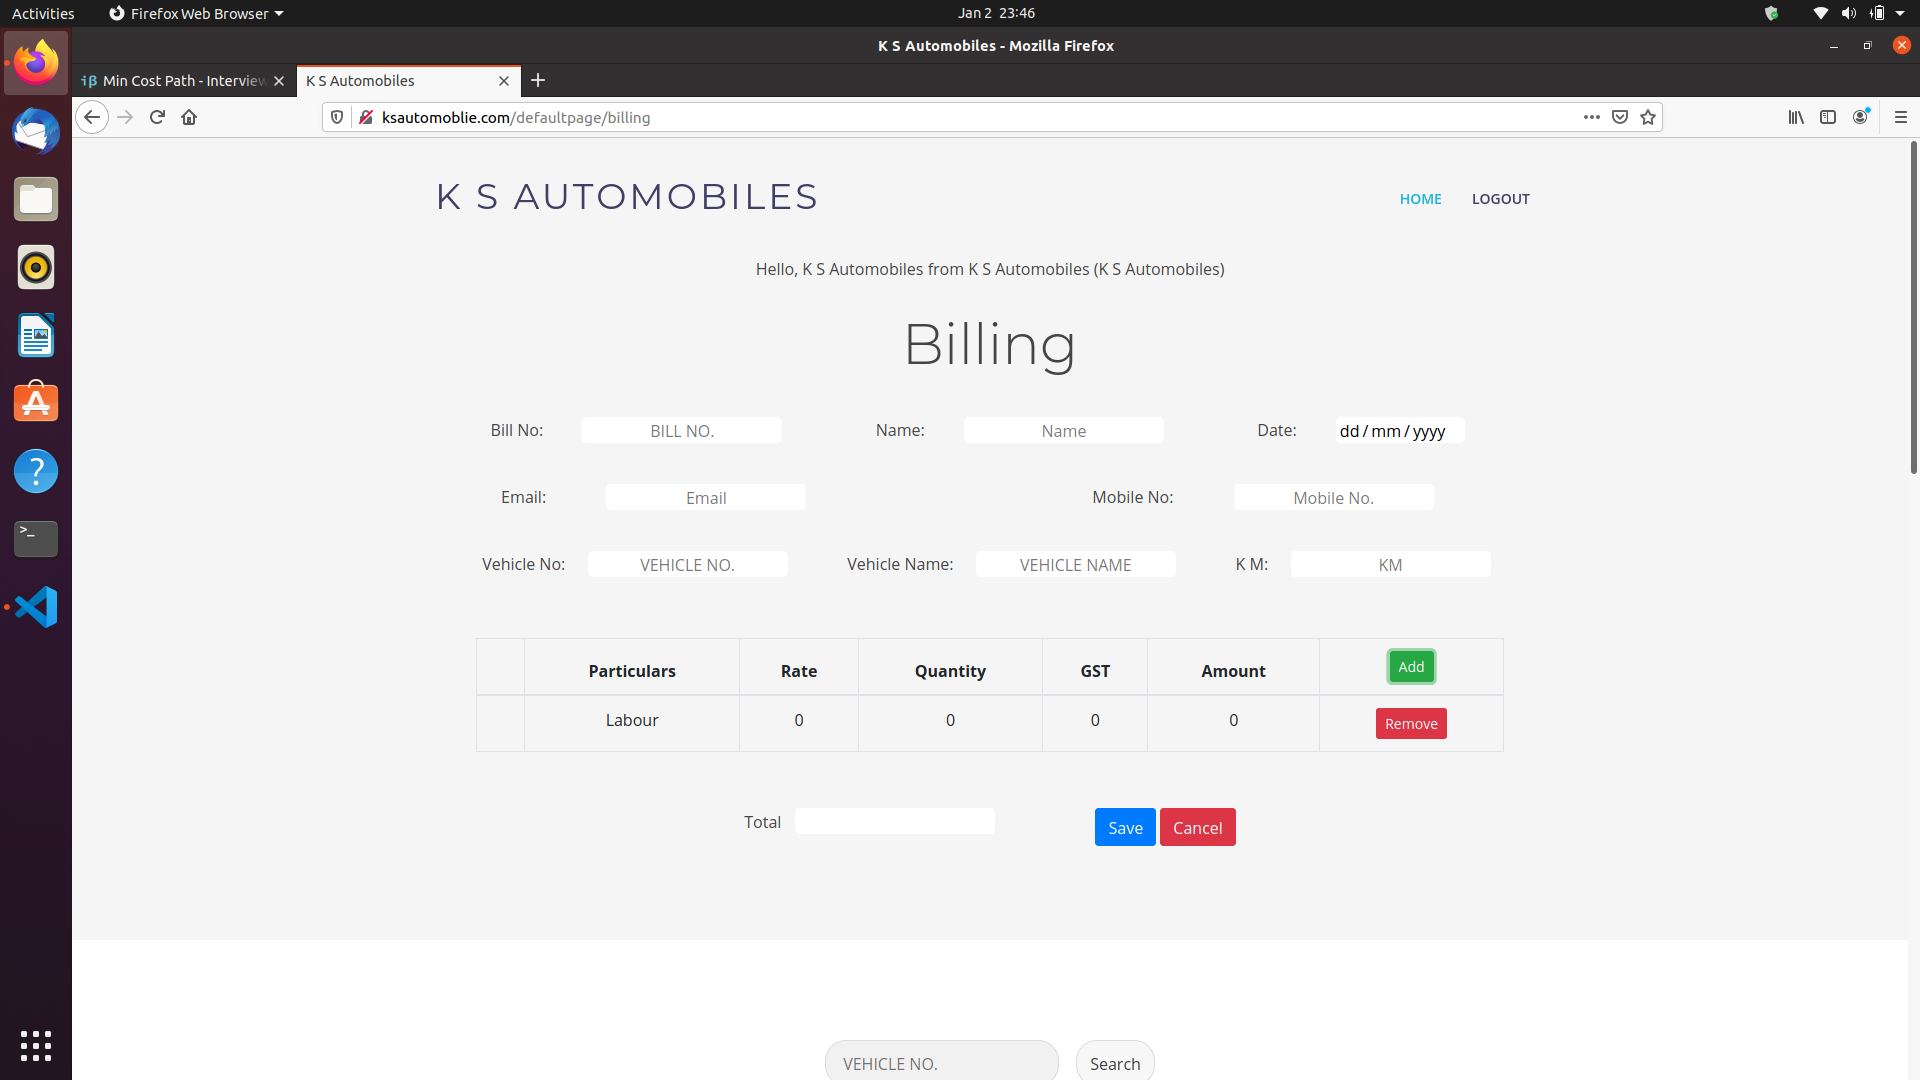 Activities Firefox Web Browser Jan 2 23:46
K S Automobiles - Mozilla Firefox
iβ Min Cost Path - Interview K S Automobiles
ksautomoblie.com/defaultpage/billing
K S AUTOMOBILES HOME LOGOUT
Hello, K S Automobiles from K S Automobiles (K S Automobiles)
Billing
Bill No: BILL NO. Name: Name Date: dd/mm/yyyy
Email: Email Mobile No: Mobile No.
Vehicle No: VEHICLE NO. Vehicle Name: VEHICLE NAME K M: KM
Particulars Rate Quantity GST Amount Add
Labour 0 0 0 0 Remove
Total Save Cancel
VEHICLE NO. Search